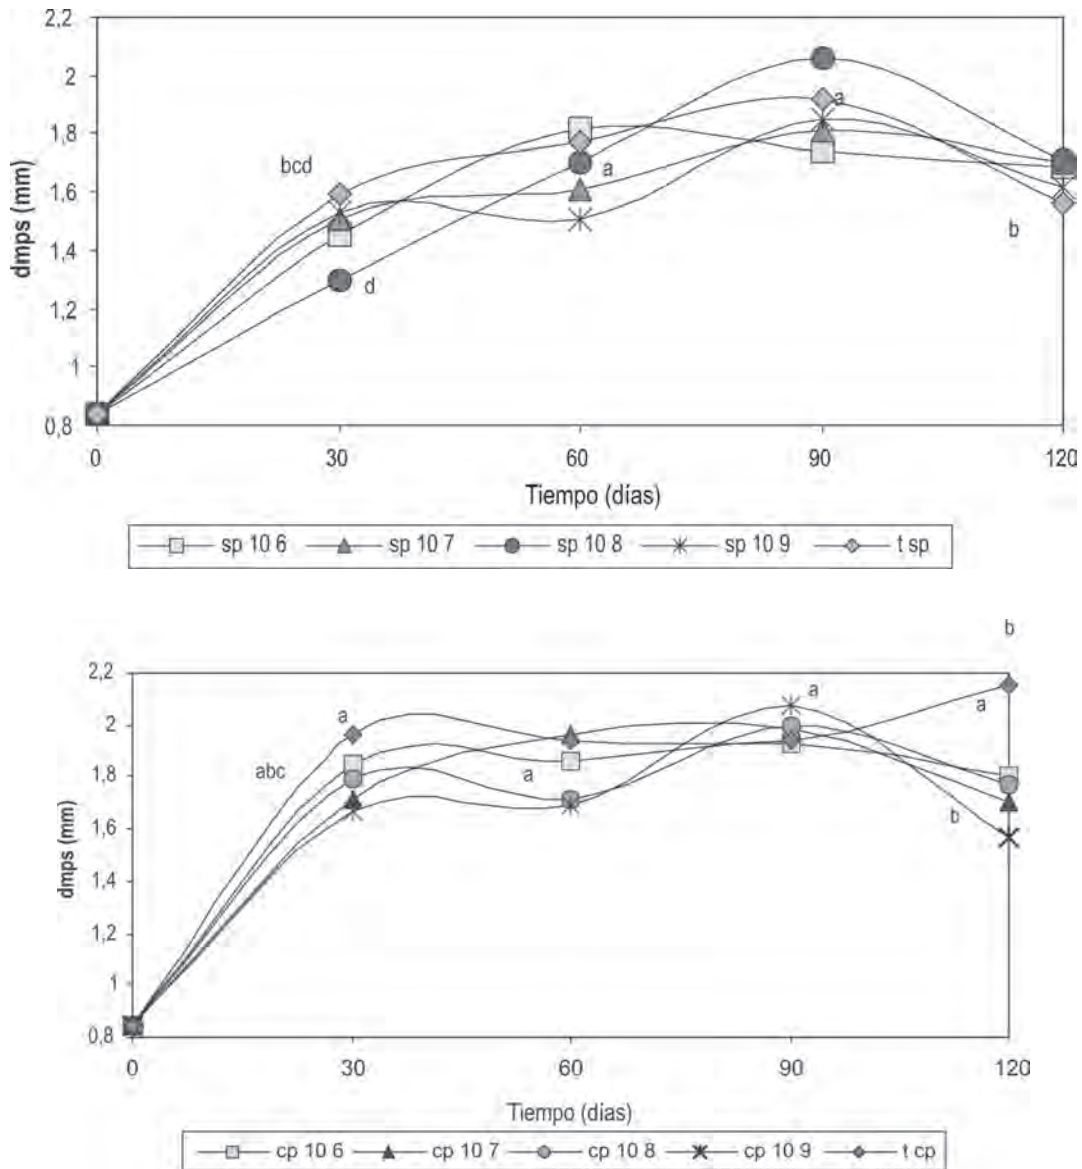 2,2
2
a
1,8
bcd
a
1,6
1,4
b
d
1,2
1
0,8
dmps (mm)
0 30 60 90 120
Tiempo (días)
sp 10 6 sp 10 7 sp 10 8 sp 10 9 t sp
b
2,2
a
a
a
2
abc
a
1,8
1,6
b
1,4
1,2
1
0,8
dmps (mm)
0 30 60 90 120
Tiempo (días)
cp 10 6 cp 10 7 cp 10 8 cp 10 9 t cp